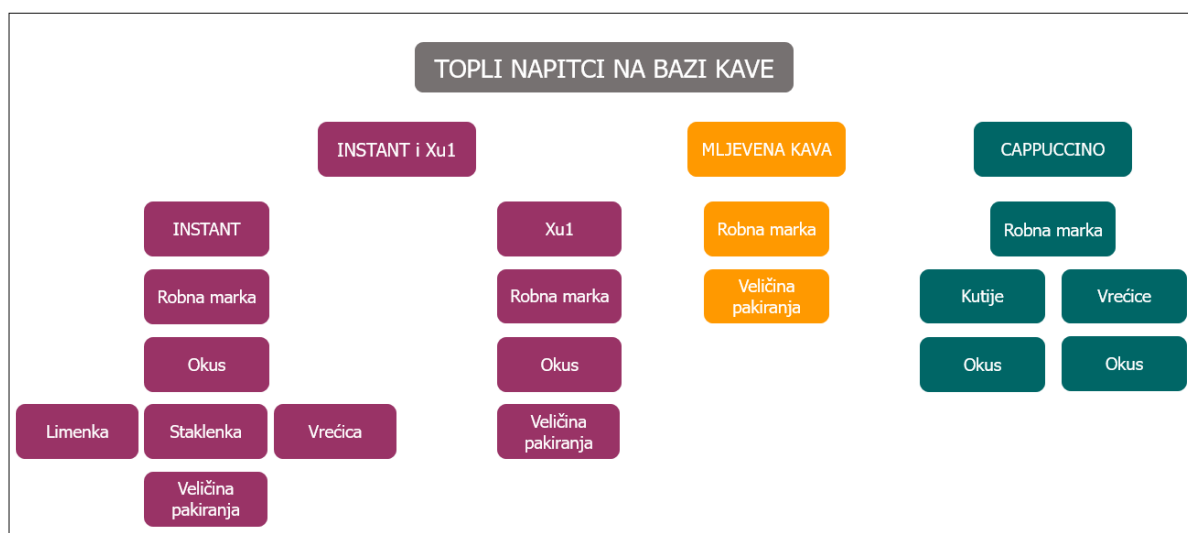 TOPLI NAPITCI NA BAZI KAVE
INSTANT i Xu1
MLJEVENA KAVA
CAPPUCCINO
INSTANT
Xu1
Robna marka
Robna marka
Robna marka
Robna marka
Veličina
pakiranja
Kutije
Vrećice
Okus
Okus
Okus
Okus
Limenka
Staklenka
Vrećica
Veličina
pakiranja
Veličina
pakiranja